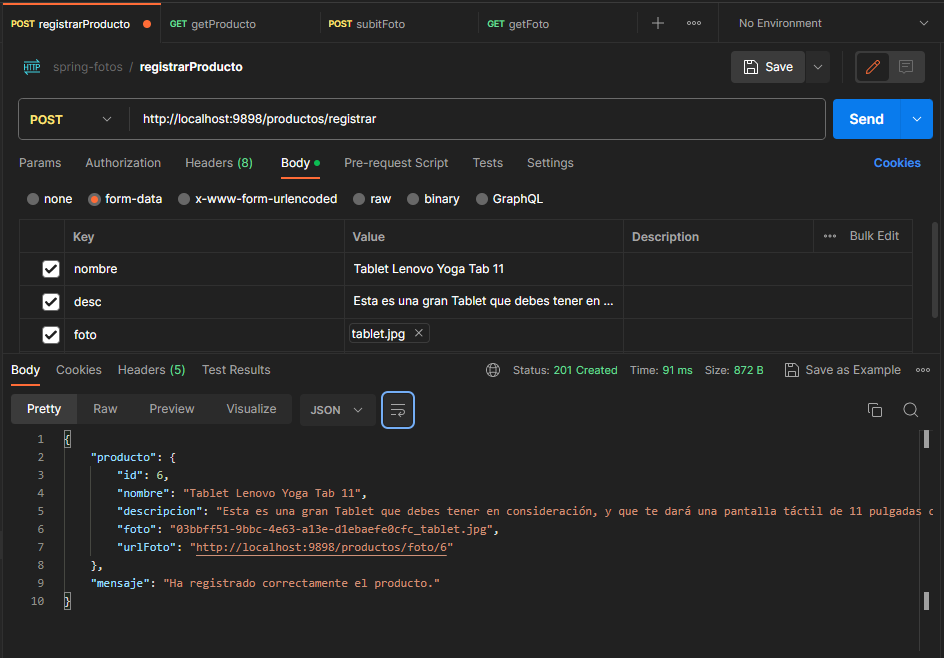 POST registrarProducto GET getProducto POST subitFoto GET getFoto No Environment
HTTP spring-fotos / registrarProducto Save
POST http://localhost:9898/productos/registrar Send
Params Authorization Headers (8) Body Pre-request Script Tests Settings Cookies
none form-data x-www-form-urlencoded raw binary GraphQL
Key Value Description Bulk Edit
nombre Tablet Lenovo Yoga Tab 11
desc Esta es una gran Tablet que debes tener en ...
foto tablet.jpg
Body Cookies Headers (5) Test Results Status: 201 Created Time: 91 ms Size: 872 B Save as Example
Pretty Raw Preview Visualize JSON
1 {
2 "producto": {
3 "id": 6,
4 "nombre": "Tablet Lenovo Yoga Tab 11",
5 "descripcion": "Esta es una gran Tablet que debes tener en consideración, y que te dará una pantalla táctil de 11 pulgadas c
6 "foto": "03bbff51-9bbc-4e63-a13e-d1ebaefe0cfc_tablet.jpg",
7 "urlFoto": "http://localhost:9898/productos/foto/6"
8 },
9 "mensaje": "Ha registrado correctamente el producto."
10 }